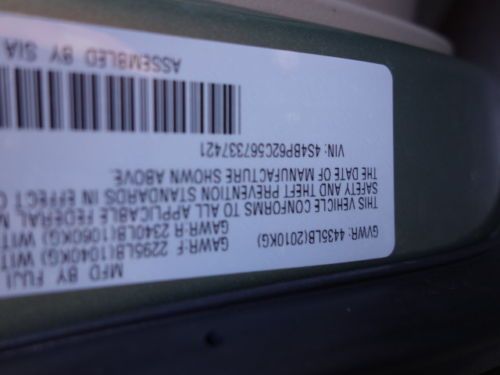 MFD BY FUJI
GVWR: 4435LB(2010KG)
GAWR:F 2295LB(1040KG) WIT
GAWR:R 2340LB(1060KG) WIT
THIS VEHICLE CONFORMS TO ALL APPLICABLE FEDERAL M
SAFETY AND THEFT PREVENTION STANDARDS IN EFFECT O
THE DATE OF MANUFACTURE SHOWN ABOVE.
VIN: 4S4BP62C567337421
ASSEMBLED BY SIA